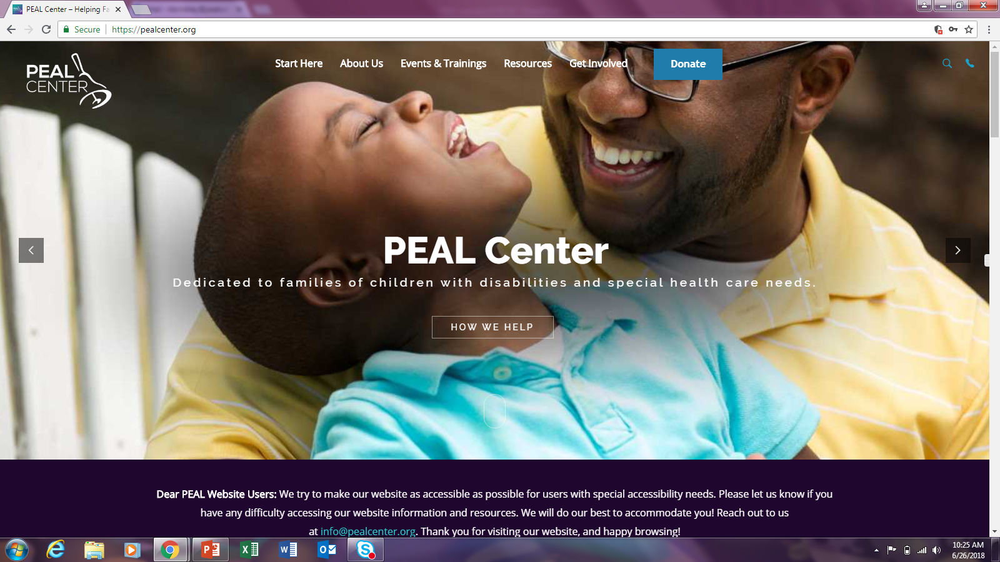 PEAL Center – Helping Fa
Secure
https://pealcenter.org
PEAL
CENTER
Start Here
About Us
Events & Trainings
Resources
Get Involved
Donate
PEAL Center
Dedicated to families of children with disabilities and special health care needs.
HOW WE HELP
Dear PEAL Website Users: We try to make our website as accessible as possible for users with special accessibility needs. Please let us know if you
have any difficulty accessing our website information and resources. We will do our best to accommodate you! Reach out to us
at info@pealcenter.org. Thank you for visiting our website, and happy browsing!
10:25 AM
6/26/2018